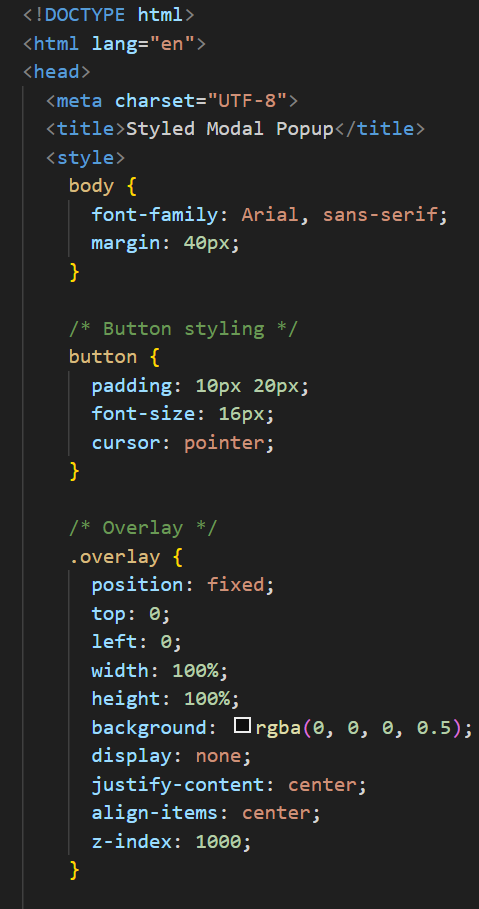 <!DOCTYPE html>
<html lang="en">
<head>
  <meta charset="UTF-8">
  <title>Styled Modal Popup</title>
  <style>
    body {
      font-family: Arial, sans-serif;
      margin: 40px;
    }

    /* Button styling */
    button {
      padding: 10px 20px;
      font-size: 16px;
      cursor: pointer;
    }

    /* Overlay */
    .overlay {
      position: fixed;
      top: 0;
      left: 0;
      width: 100%;
      height: 100%;
      background: rgba(0, 0, 0, 0.5);
      display: none;
      justify-content: center;
      align-items: center;
      z-index: 1000;
    }